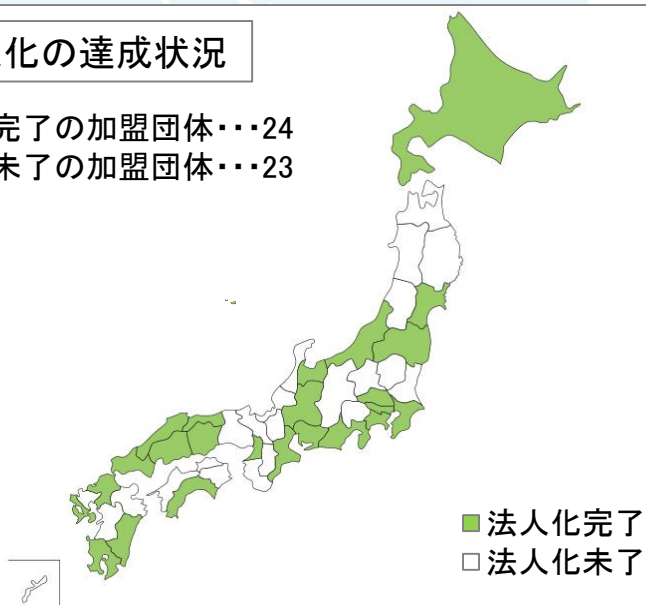 化の達成状況
完了の加盟団体･･･24
未了の加盟団体･･･23
■法人化完了
□法人化未了